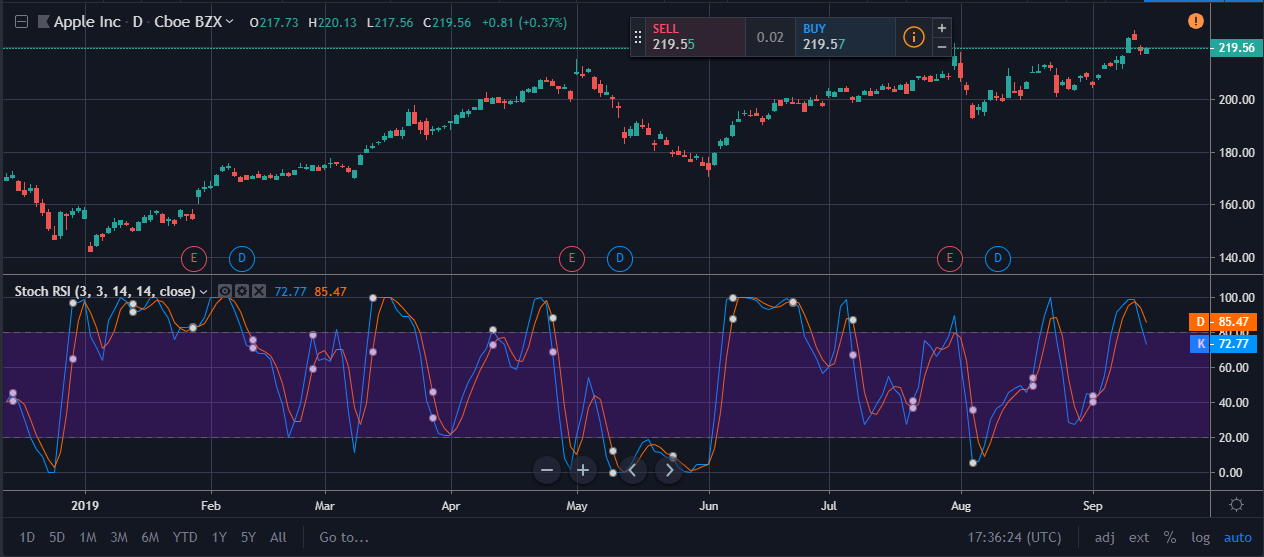 Apple Inc · D · Cboe BZX O217.73 H220.13 L217.56 C219.56 +0.81 (+0.37%)
SELL
219.55
0.02
BUY
219.57
219.56
200.00
180.00
160.00
140.00
E D E D E D
Stoch RSI (3, 3, 14, 14, close) 72.77 85.47
100.00
D 85.47
80.00
K 72.77
60.00
40.00
20.00
0.00
2019 Feb Mar Apr May Jun Jul Aug Sep
1D 5D 1M 3M 6M YTD 1Y 5Y All Go to... 17:36:24 (UTC) adj ext % log auto